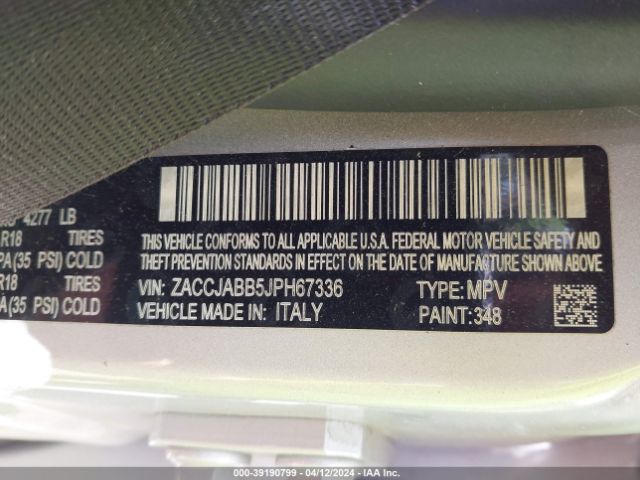 4277 LB
R18 TIRES
PA(35 PSI) COLD
R18 TIRES
A(35 PSI) COLD
THIS VEHICLE CONFORMS TO ALL APPLICABLE U.S.A. FEDERAL MOTOR VEHICLE SAFETY AND
THEFT PREVENTION STANDARDS IN EFFECT ON THE DATE OF MANUFACTURE SHOWN ABOVE
VIN: ZACCJABB5JPH67336 TYPE: MPV
VEHICLE MADE IN: ITALY PAINT:348
000-39190799 - 04/12/2024 - IAA Inc.